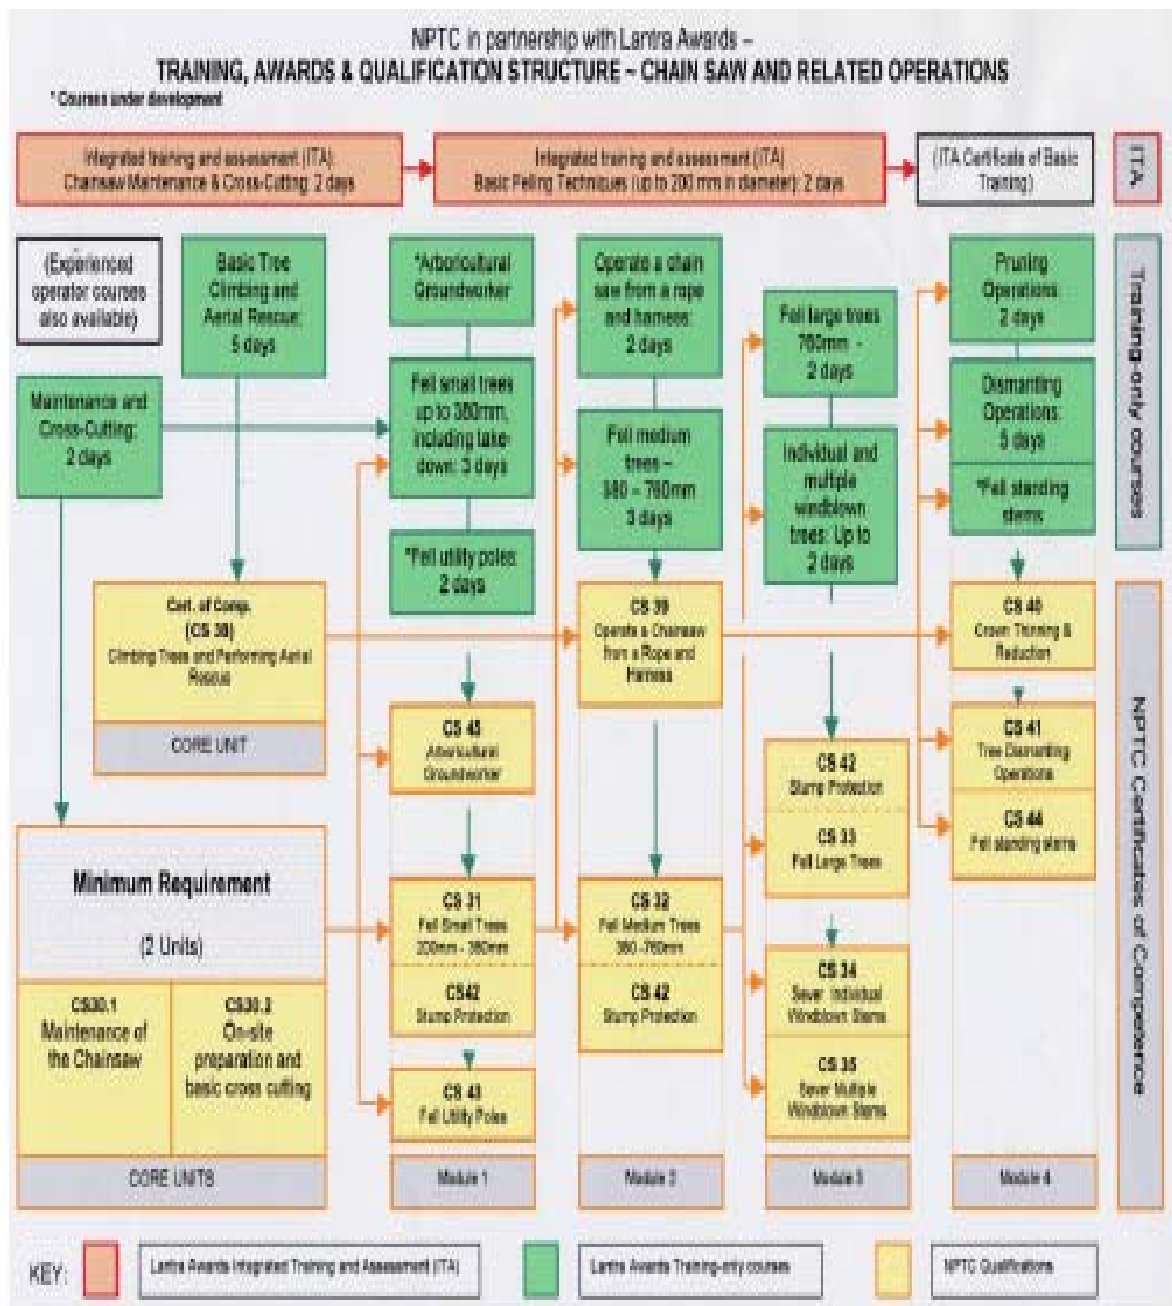 NPTC in partnership with Lantra Awards –
TRAINING, AWARDS & QUALIFICATION STRUCTURE – CHAIN SAW AND RELATED OPERATIONS
* Courses under development
Integrated training and assessment (ITA)
Chainsaw Maintenance & Cross-Cutting: 2 days
Integrated training and assessment (ITA)
Basic Felling Techniques (up to 200 mm in diameter): 2 days
(ITA Certificate of Basic
Training)
ITA
(Experienced
operator courses
also available)
Basic Tree
Climbing and
Aerial Rescue:
5 days
*Arboricultural
Groundworker
Operate a chain
saw from a rope
and harness:
2 days
Fell large trees
760mm -
2 days
Pruning
Operations
2 days
Training-only courses
Maintenance and
Cross-Cutting:
2 days
Fell small trees
up to 380mm,
including take-
down: 3 days
Fell medium
trees –
380 – 760mm
3 days
Individual and
multiple
windblown
trees: Up to
2 days
Dismantling
Operations
5 days
*Fell standing
stems
*Fell utility poles:
2 days
Cert. of Comp.
(CS 38)
Climbing Trees and Performing Aerial
Rescue
CORE UNIT
CS 39
Operate a Chainsaw
from a Rope and
Harness
CS 40
Crown Thinning &
Reduction
NPTC Certificates of Competence
CS 45
Arboricultural
Groundworker
CS 42
Stump Protection
CS 33
Fell Large Trees
CS 41
Tree Dismantling
Operations
CS 44
Fell standing stems
Minimum Requirement
(2 Units)
CS30.1
Maintenance of
the Chainsaw
CS30.2
On-site
preparation and
basic cross cutting
CORE UNITS
CS 31
Fell Small Trees
200mm - 380mm
CS42
Stump Protection
CS 43
Fell Utility Poles
CS 32
Fell Medium Trees
380 -760mm
CS 42
Stump Protection
CS 34
Sever Individual
Windblown Stems
CS 35
Sever Multiple
Windblown Stems
Module 1
Module 2
Module 3
Module 4
KEY:
Lantra Awards Integrated Training and Assessment (ITA)
Lantra Awards Training-only courses
NPTC Qualifications